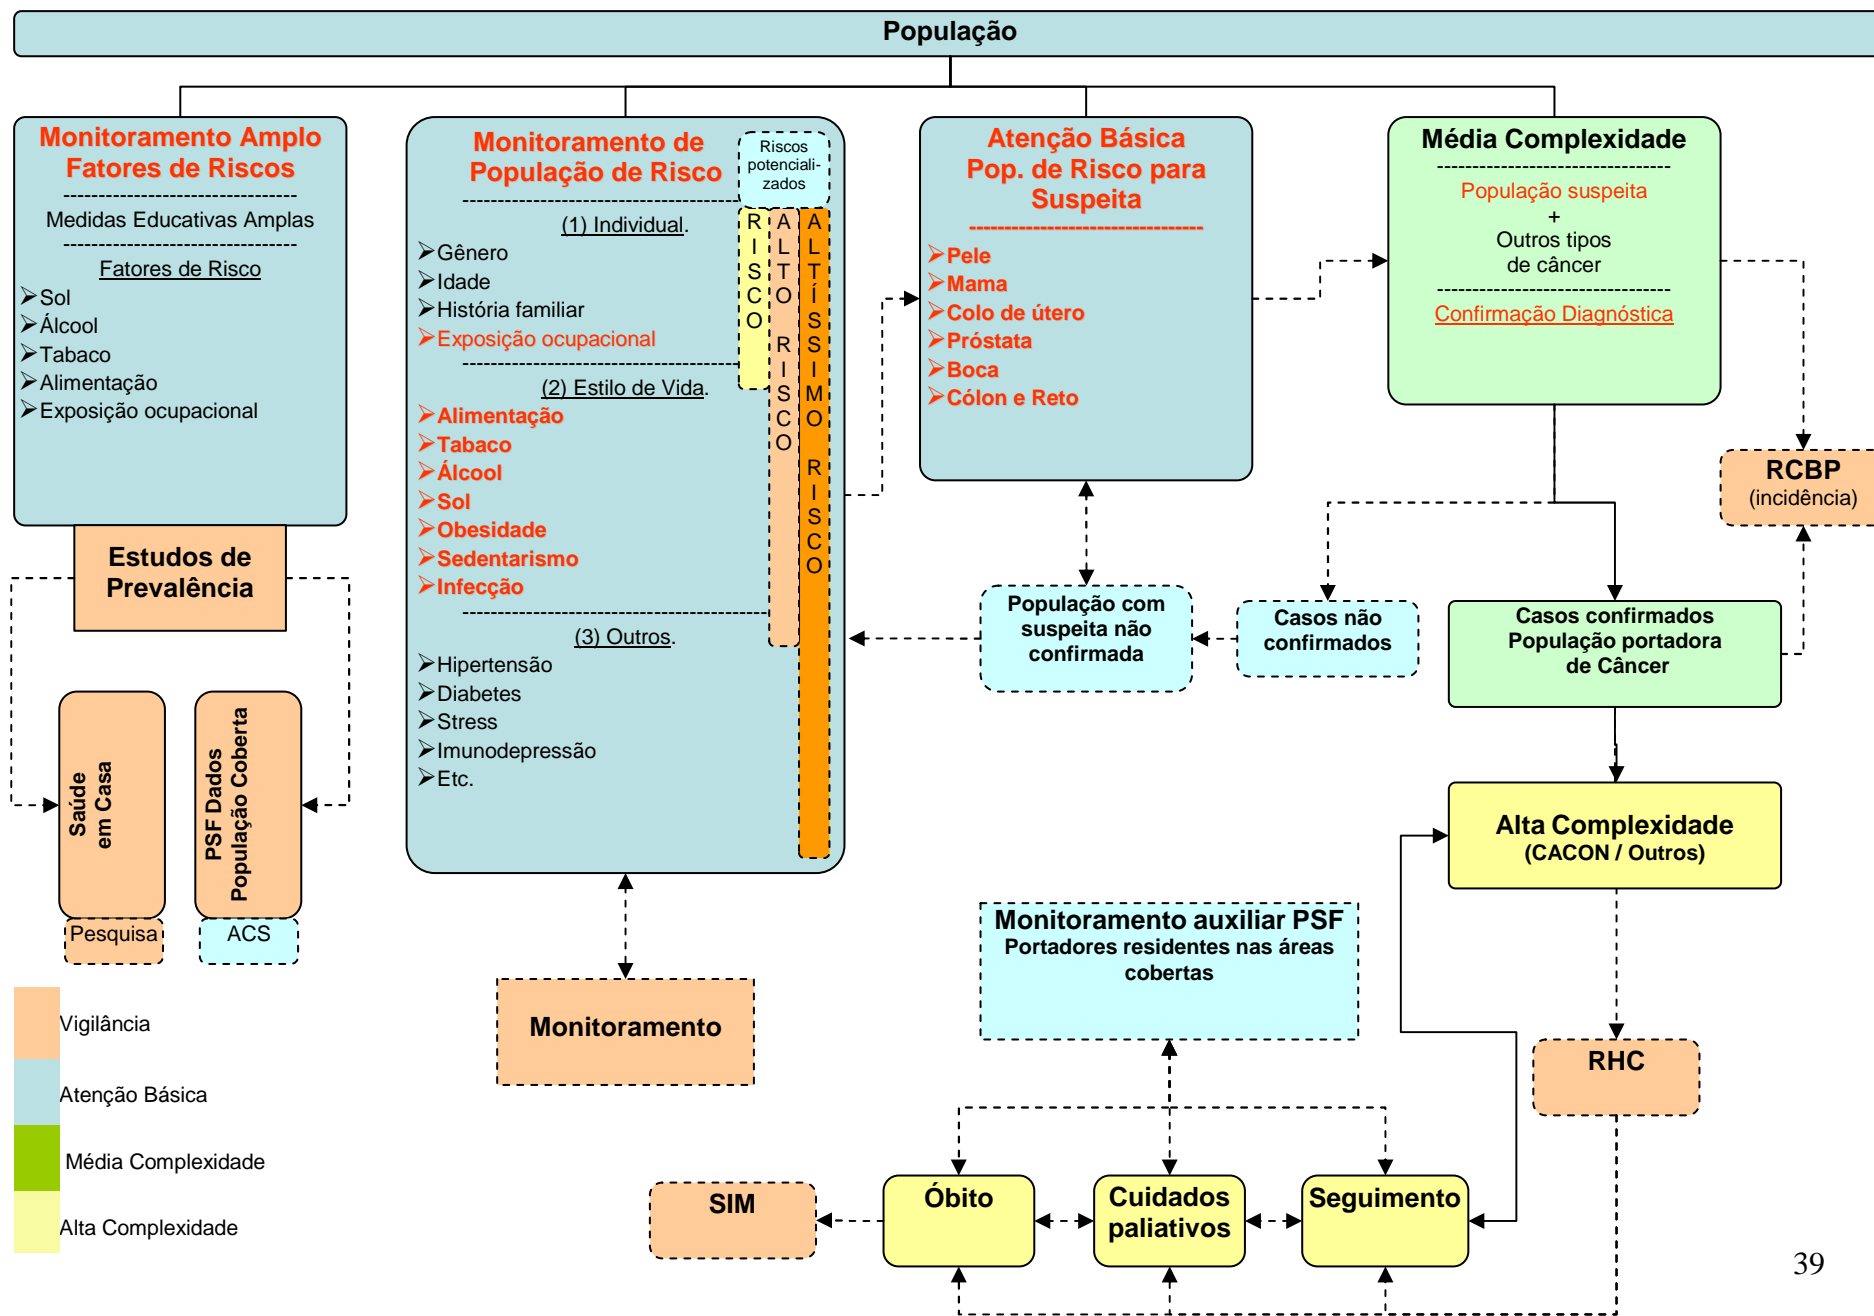 População
Monitoramento Amplo
Fatores de Riscos
Medidas Educativas Amplas
Fatores de Risco
➢Sol
➢Álcool
➢Tabaco
➢Alimentação
➢Exposição ocupacional
Estudos de
Prevalência
Saúde
em Casa
Pesquisa
PSF Dados
População Coberta
ACS
Monitoramento de
População de Risco
(1) Individual.
➢Gênero
➢Idade
➢História familiar
➢Exposição ocupacional
(2) Estilo de Vida.
➢Alimentação
➢Tabaco
➢Álcool
➢Sol
➢Obesidade
➢Sedentarismo
➢Infecção
(3) Outros.
➢Hipertensão
➢Diabetes
➢Stress
➢Imunodepressão
➢Etc.
Riscos
potenciali-
zados
RISCO
ALTO RISCO
ALTÍSSIMO RISCO
Monitoramento
Atenção Básica
Pop. de Risco para
Suspeita
➢Pele
➢Mama
➢Colo de útero
➢Próstata
➢Boca
➢Cólon e Reto
Média Complexidade
População suspeita
+
Outros tipos
de câncer
Confirmação Diagnóstica
RCBP
(incidência)
População com
suspeita não
confirmada
Casos não
confirmados
Casos confirmados
População portadora
de Câncer
Alta Complexidade
(CACON / Outros)
Monitoramento auxiliar PSF
Portadores residentes nas áreas
cobertas
RHC
SIM
Óbito
Cuidados
paliativos
Seguimento
Vigilância
Atenção Básica
Média Complexidade
Alta Complexidade
39